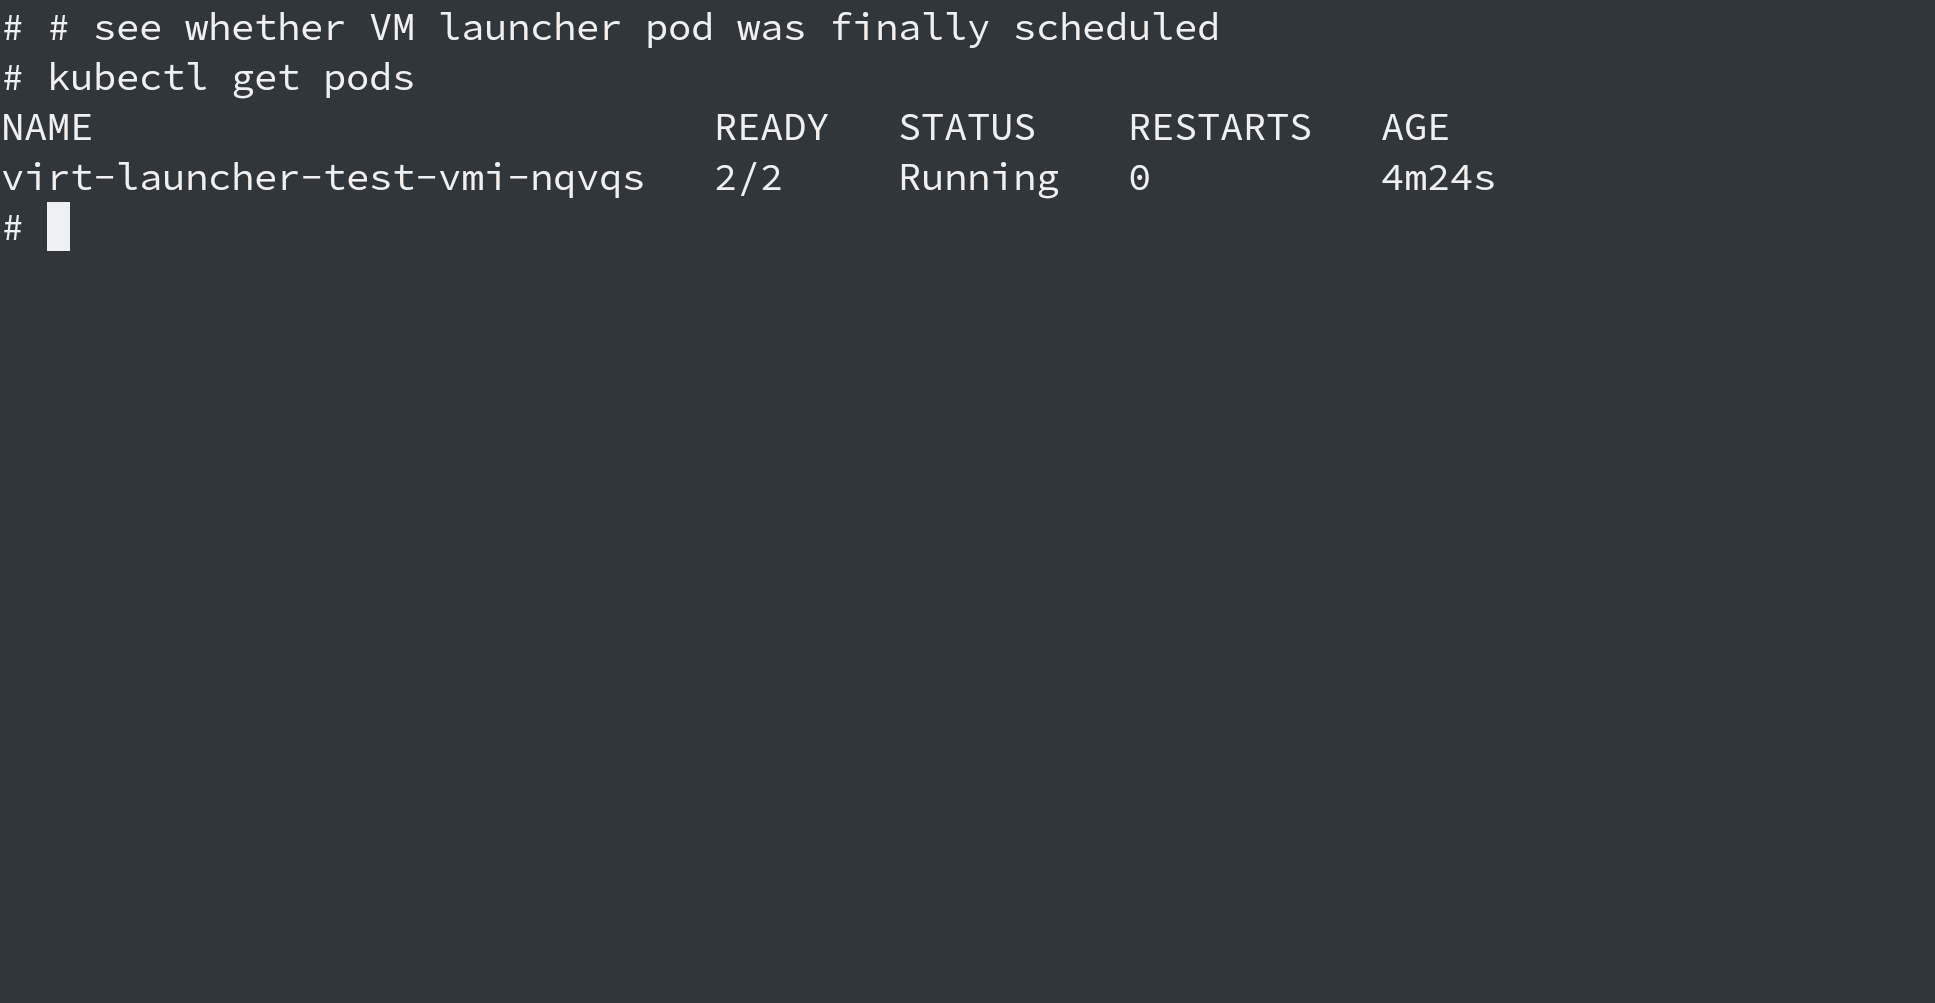 # # see whether VM launcher pod was finally scheduled
# kubectl get pods
NAME                           READY   STATUS    RESTARTS   AGE
virt-launcher-test-vmi-nqvqs   2/2     Running   0          4m24s
#